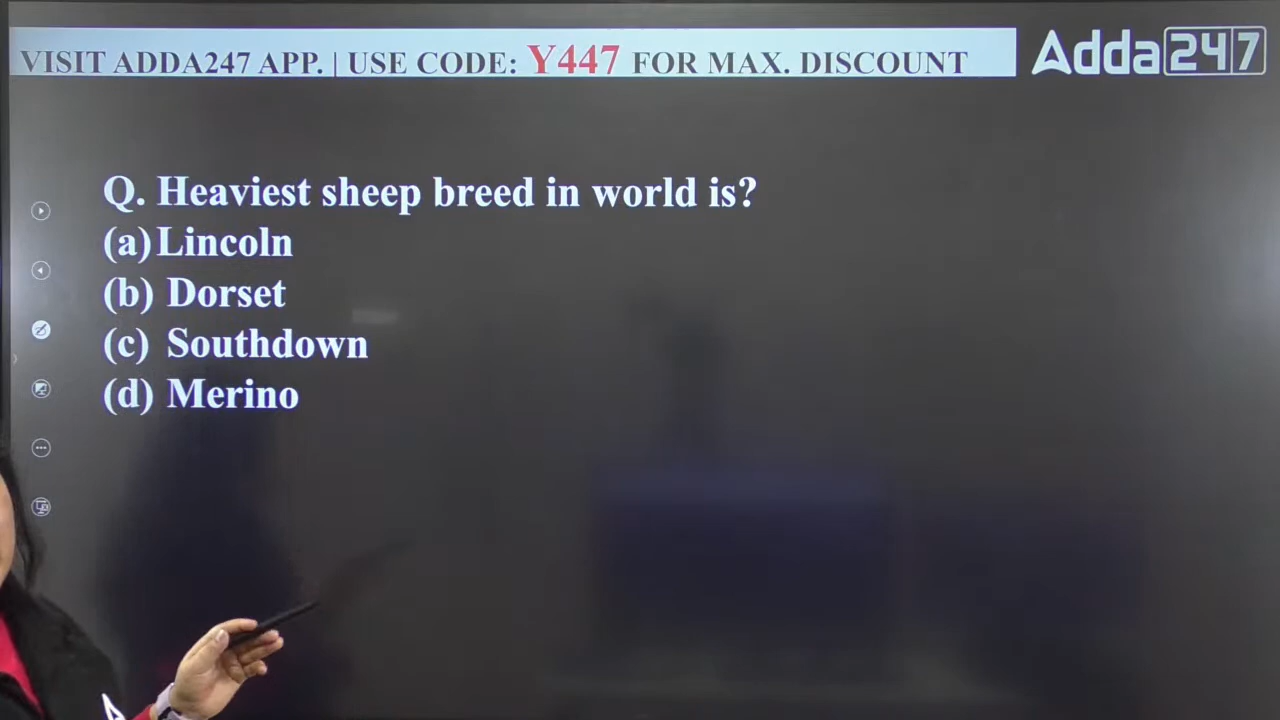 VISIT ADDA247 APP. | USE CODE: Y447 FOR MAX. DISCOUNT
Adda247
Q. Heaviest sheep breed in world is?
(a) Lincoln
(b) Dorset
(c) Southdown
(d) Merino